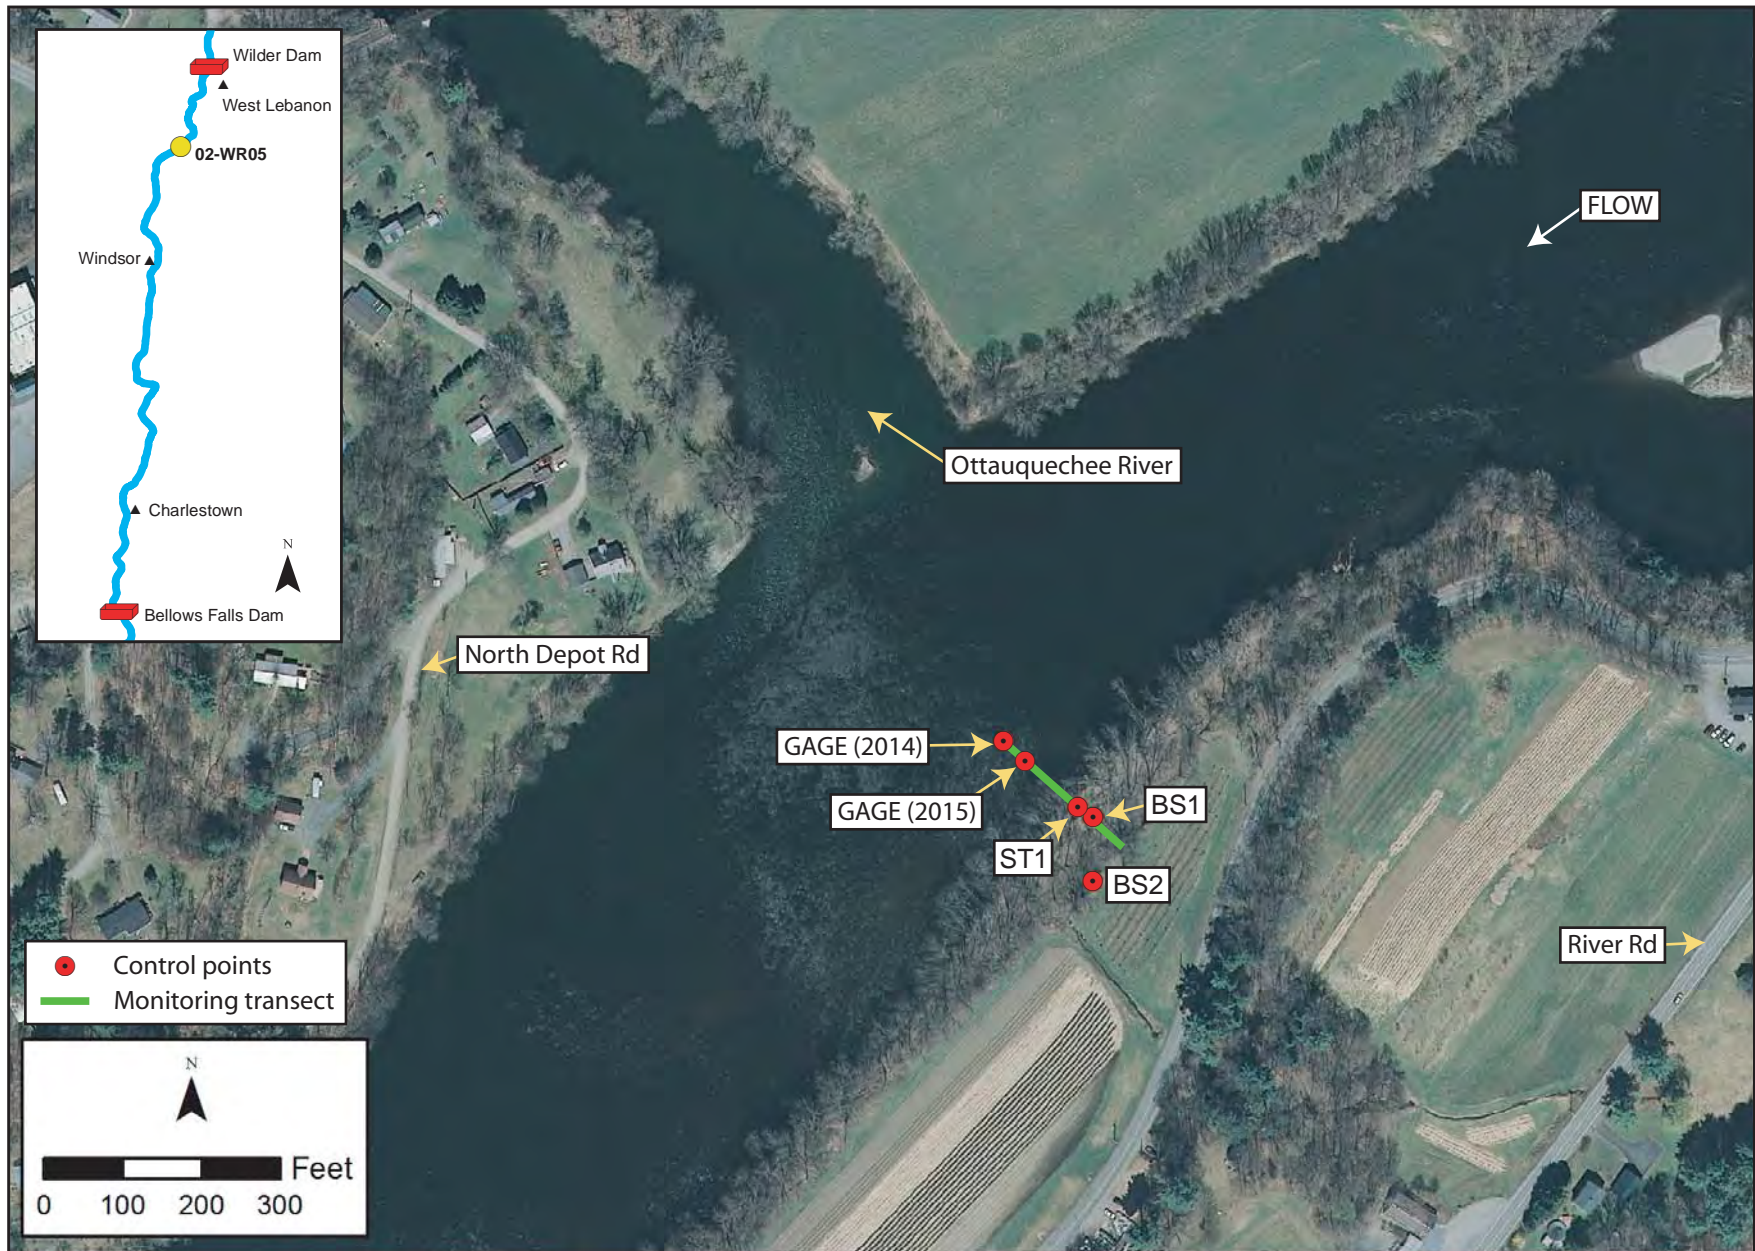 Wilder Dam
West Lebanon
02-WR05
Windsor
Charlestown
N
Bellows Falls Dam
FLOW
Ottauquechee River
North Depot Rd
GAGE (2014)
GAGE (2015)
BS1
ST1
BS2
River Rd
Control points
Monitoring transect
N
Feet
0 100 200 300